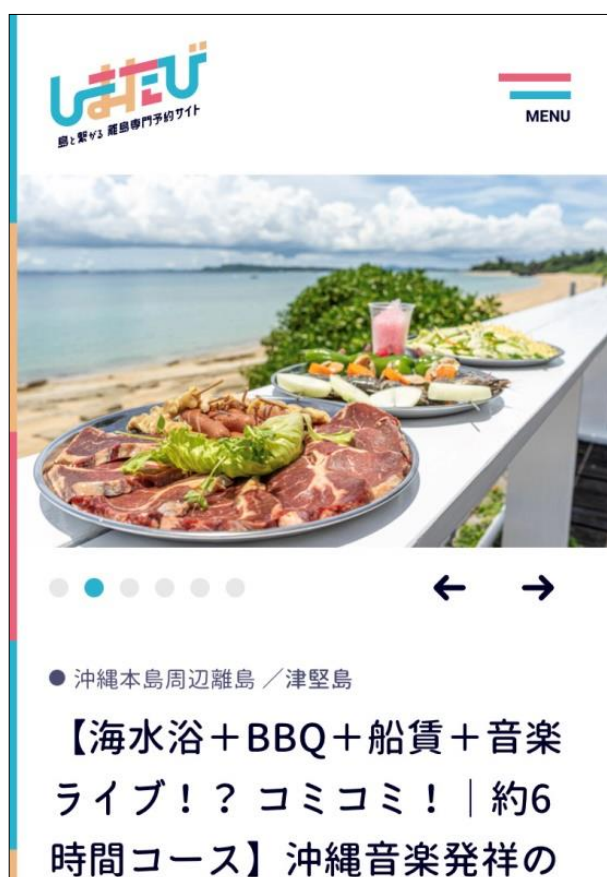 しまたび
島と繋がる 離島専門予約サイト
MENU
● 沖縄本島周辺離島 ／津堅島
【海水浴＋BBQ＋船賃＋音楽
ライブ！？ コミコミ！｜約6
時間コース】沖縄音楽発祥の